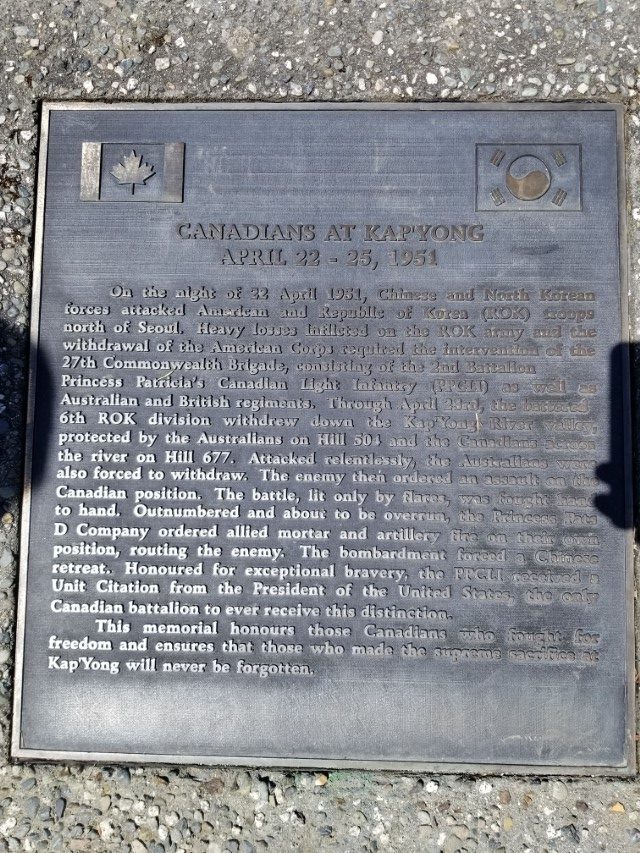 CANADIANS AT KAP'YONG
APRIL 22 - 25, 1951
On the night of 22 April 1951, Chinese and North Korean
forces attacked American and Republic of Korea (ROK) troops
north of Seoul. Heavy losses inflicted on the ROK army and the
withdrawal of the American Corps required the intervention of the
27th Commonwealth Brigade, consisting of the 2nd Battalion
Princess Patricia's Canadian Light Infantry (PPCLI) as well as
Australian and British regiments. Through April 23rd, the battered
6th ROK division withdrew down the Kap'Yong River valley,
protected by the Australians on Hill 504 and the Canadians across
the river on Hill 677. Attacked relentlessly, the Australians were
also forced to withdraw. The enemy then ordered an assault on the
Canadian position. The battle, lit only by flares, was fought hand
to hand. Outnumbered and about to be overrun, the Princess Pats
D Company ordered allied mortar and artillery fire on their own
position, routing the enemy. The bombardment forced a Chinese
retreat. Honoured for exceptional bravery, the PPCLI received a
Unit Citation from the President of the United States, the only
Canadian battalion to ever receive this distinction.
This memorial honours those Canadians who fought for
freedom and ensures that those who made the supreme sacrifice at
Kap'Yong will never be forgotten.